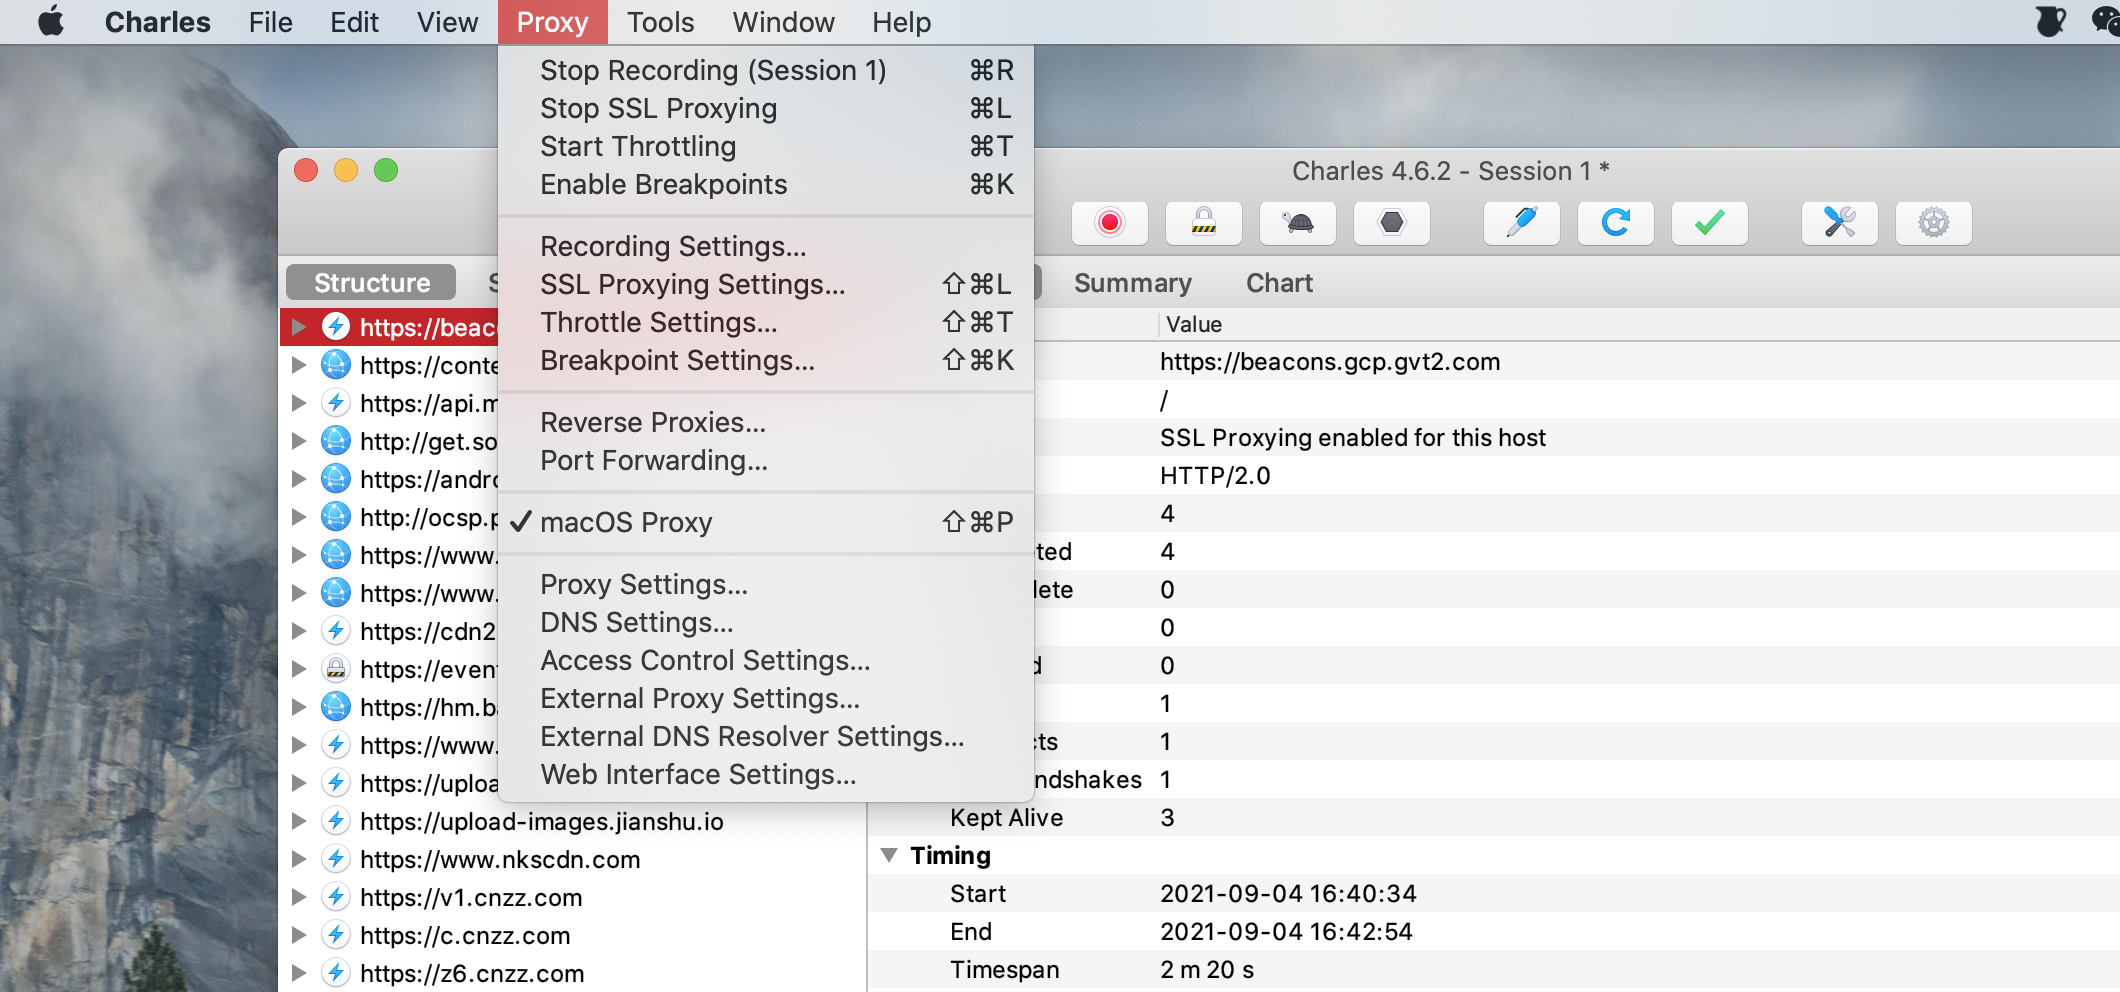 Charles File Edit View Proxy Tools Window Help
Stop Recording (Session 1) ⌘R
Stop SSL Proxying ⌘L
Start Throttling ⌘T
Enable Breakpoints ⌘K
Recording Settings...
SSL Proxying Settings... ⇧⌘L
Throttle Settings... ⇧⌘T
Breakpoint Settings... ⇧⌘K
Reverse Proxies...
Port Forwarding...
✓ macOS Proxy ⇧⌘P
Proxy Settings...
DNS Settings...
Access Control Settings...
External Proxy Settings...
External DNS Resolver Settings...
Web Interface Settings...
Charles 4.6.2 - Session 1 *
Structure S
Summary Chart
https://beac
https://conte
https://api.m
http://get.so
https://andro
http://ocsp.p
https://www.
https://www.
https://cdn2
https://even
https://hm.ba
https://www.
https://uploa
https://upload-images.jianshu.io
https://www.nkscdn.com
https://v1.cnzz.com
https://c.cnzz.com
https://z6.cnzz.com
Value
https://beacons.gcp.gvt2.com
/
SSL Proxying enabled for this host
HTTP/2.0
4
ted 4
lete 0
0
d 0
1
cts 1
ndshakes 1
Kept Alive 3
Timing
Start 2021-09-04 16:40:34
End 2021-09-04 16:42:54
Timespan 2 m 20 s